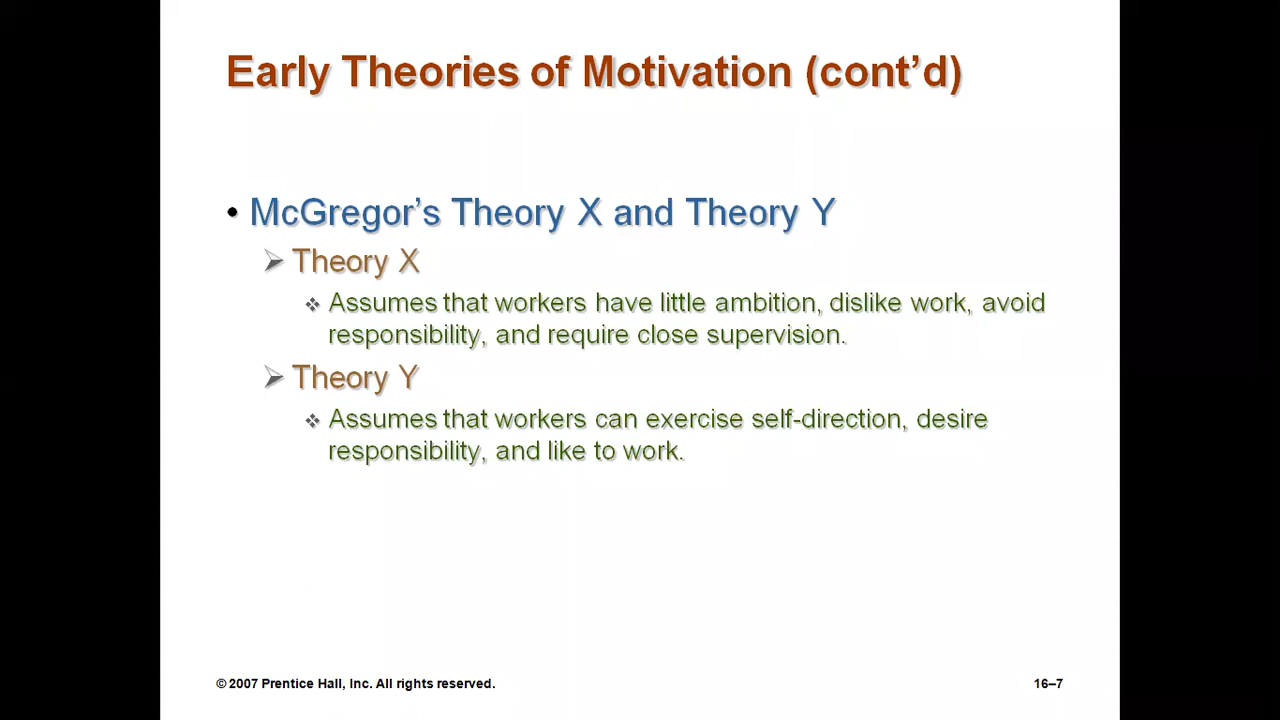 Early Theories of Motivation (cont’d)
• McGregor’s Theory X and Theory Y
➢ Theory X
❖ Assumes that workers have little ambition, dislike work, avoid
responsibility, and require close supervision.
➢ Theory Y
❖ Assumes that workers can exercise self-direction, desire
responsibility, and like to work.
© 2007 Prentice Hall, Inc. All rights reserved.
16–7